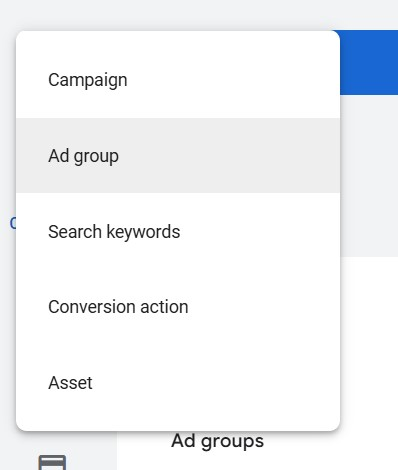 Campaign
Ad group
Search keywords
Conversion action
Asset
Ad groups